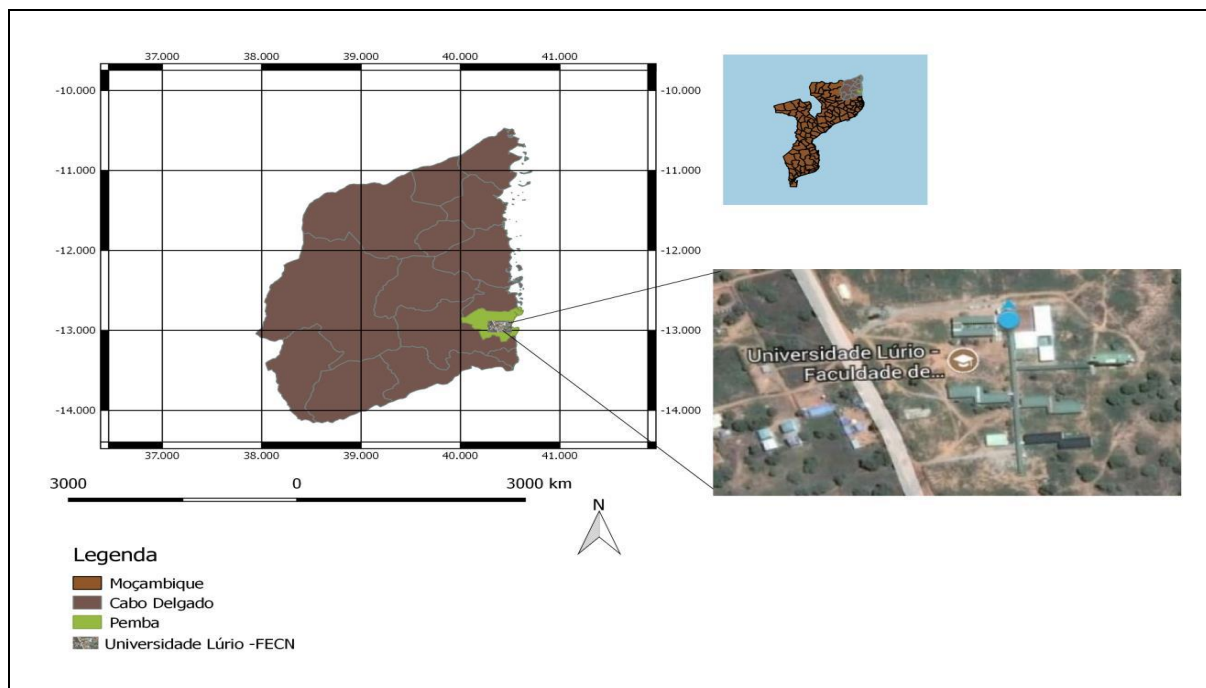 37.000 38.000 39.000 40.000 41.000
-10.000 -10.000
-11.000 -11.000
-12.000 -12.000
-13.000 -13.000
-14.000 -14.000
37.000 38.000 39.000 40.000 41.000
Universidade Lúrio -
Faculdade de...
3000 0 3000 km
N
Legenda
Moçambique
Cabo Delgado
Pemba
Universidade Lúrio -FECN